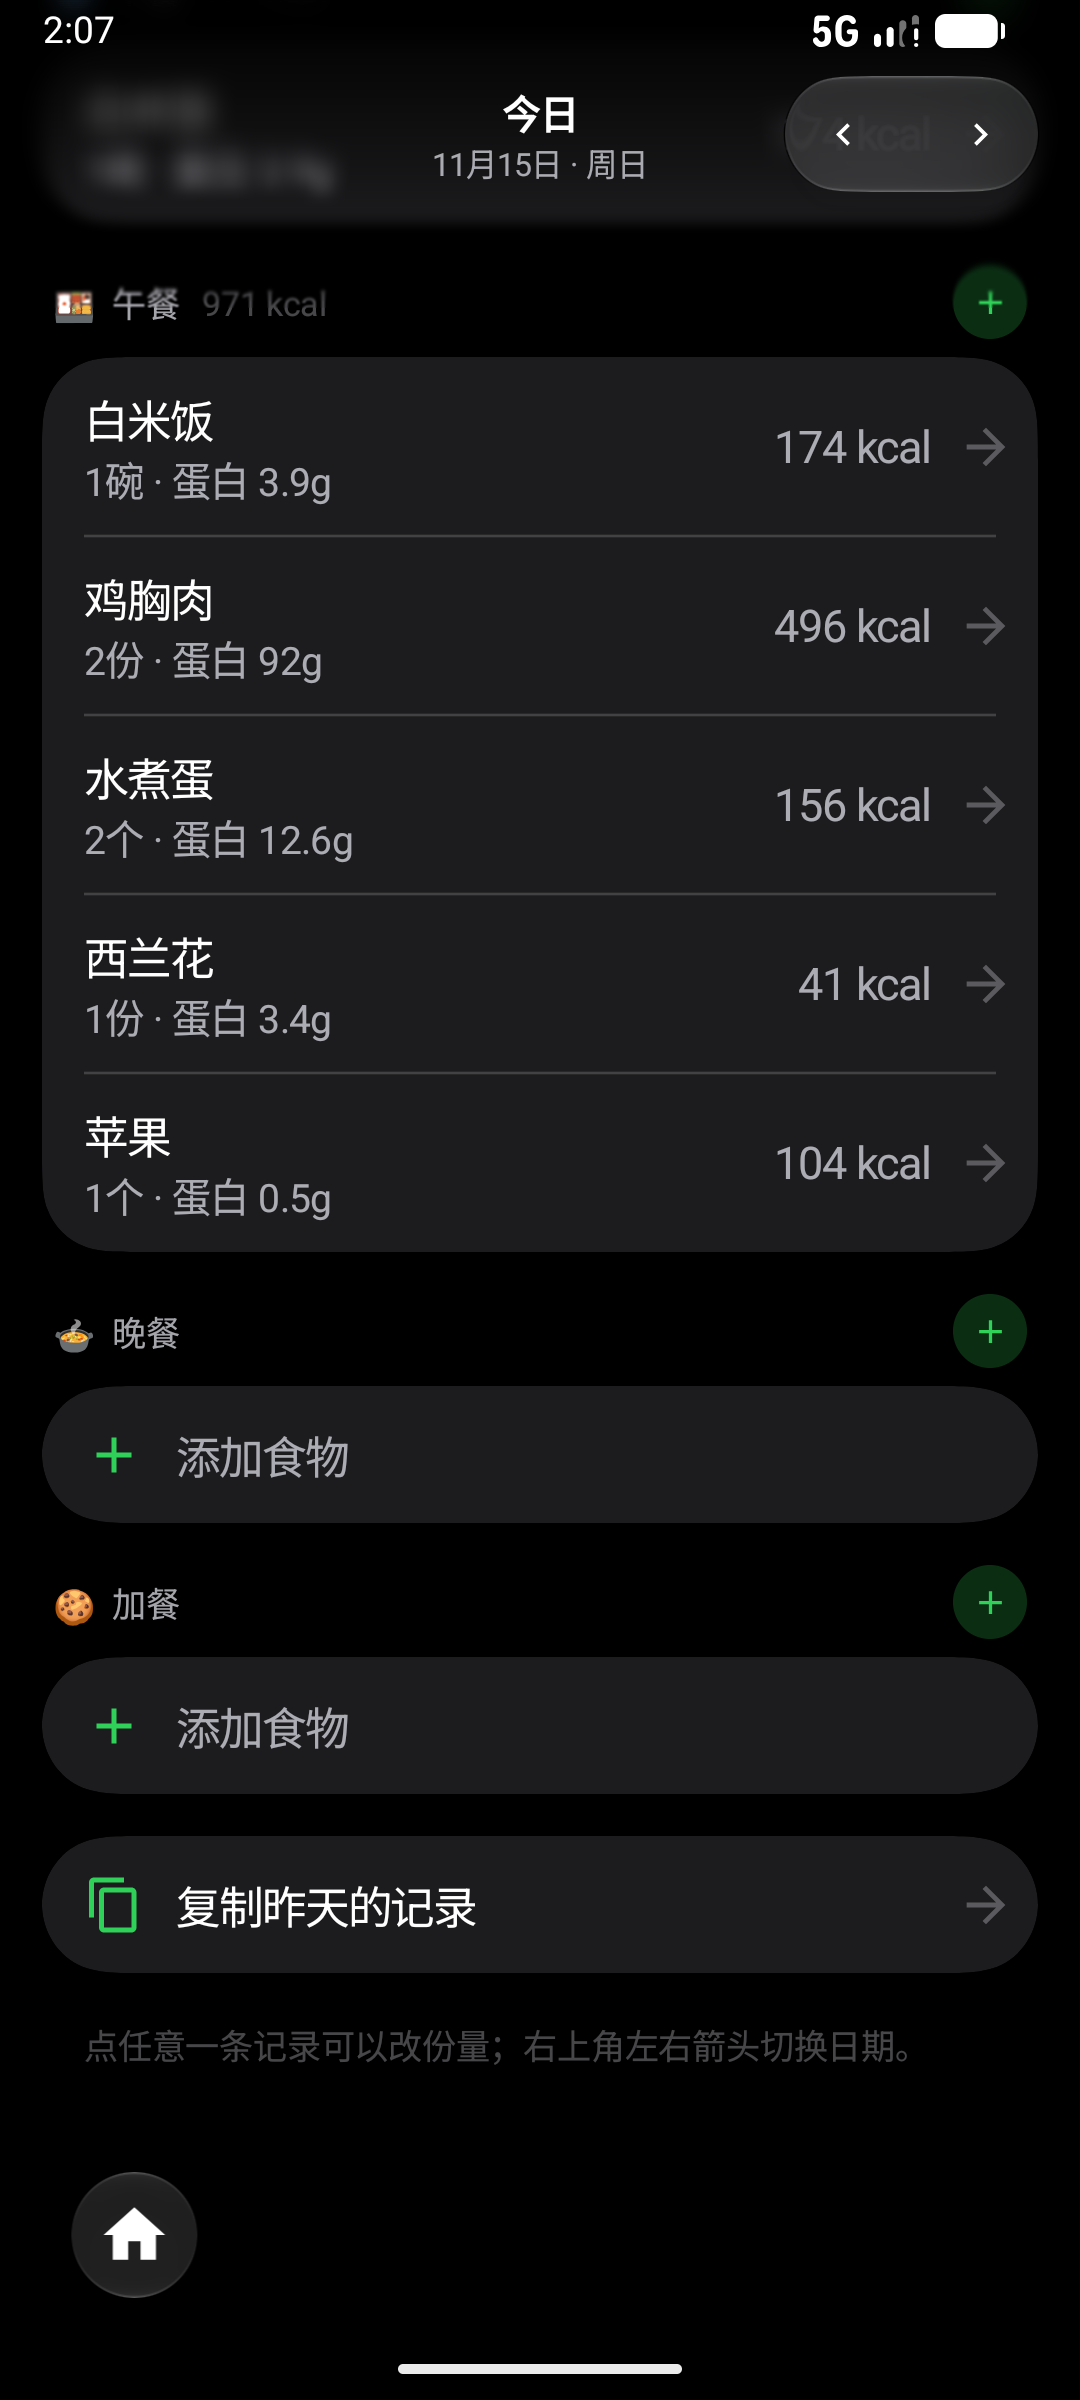 2:07
5G
今日
11月15日 · 周日
午餐 971 kcal
白米饭
1碗 · 蛋白 3.9g
174 kcal
鸡胸肉
2份 · 蛋白 92g
496 kcal
水煮蛋
2个 · 蛋白 12.6g
156 kcal
西兰花
1份 · 蛋白 3.4g
41 kcal
苹果
1个 · 蛋白 0.5g
104 kcal
晚餐
添加食物
加餐
添加食物
复制昨天的记录
点任意一条记录可以改份量；右上角左右箭头切换日期。